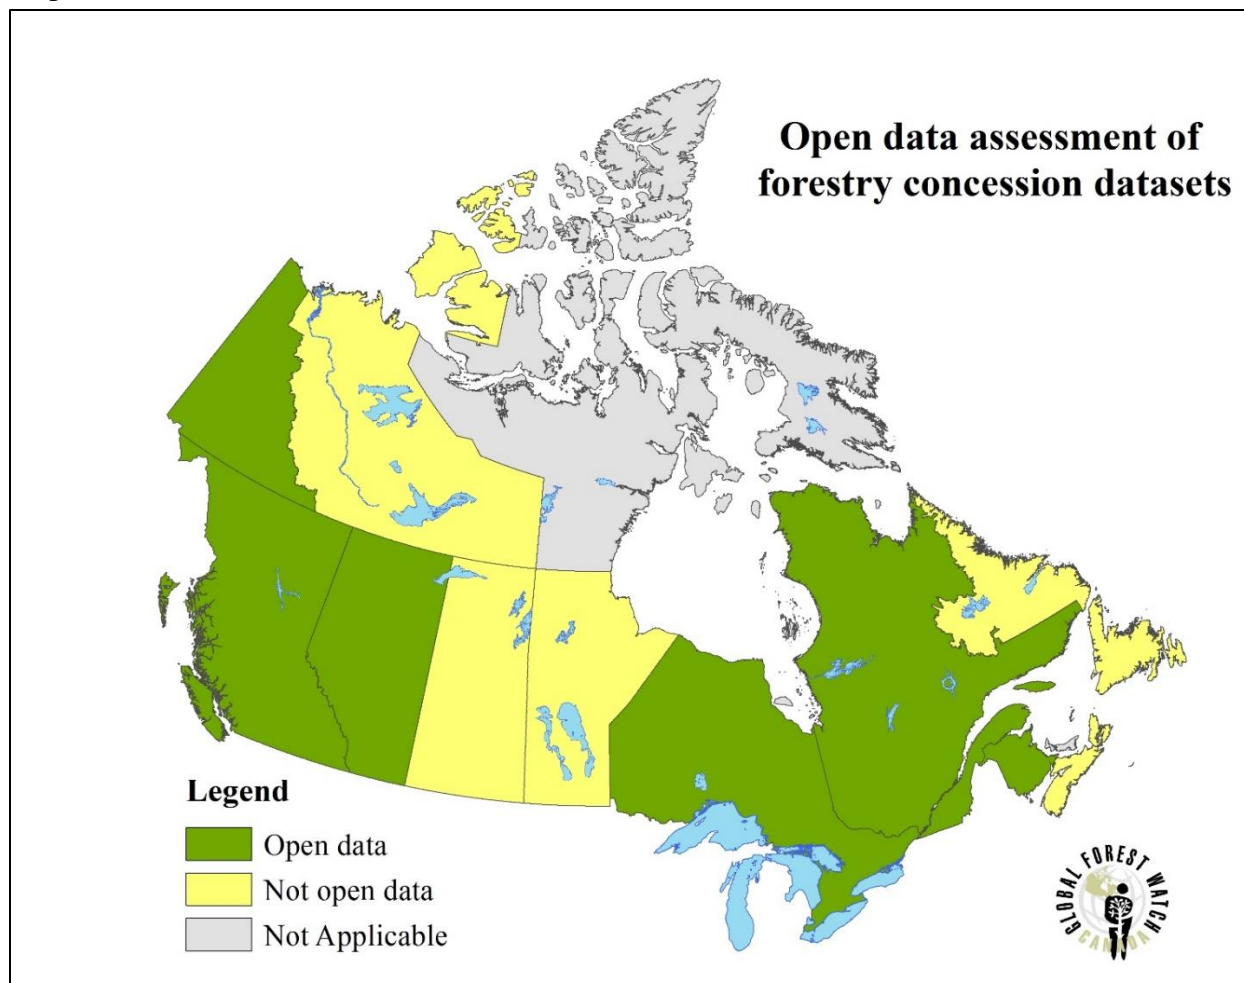 Open data assessment of
forestry concession datasets
Legend
Open data
Not open data
Not Applicable
GLOBAL FOREST WATCH
CANADA